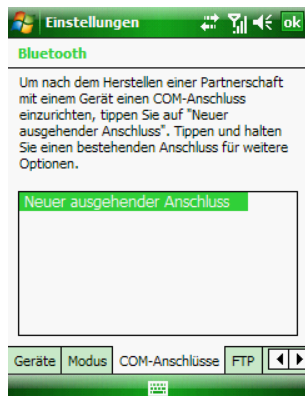 Einstellungen
ok
Bluetooth
Um nach dem Herstellen einer Partnerschaft
mit einem Gerät einen COM-Anschluss
einzurichten, tippen Sie auf "Neuer
ausgehender Anschluss". Tippen und halten
Sie einen bestehenden Anschluss für weitere
Optionen.
Neuer ausgehender Anschluss
Geräte Modus COM-Anschlüsse FTP